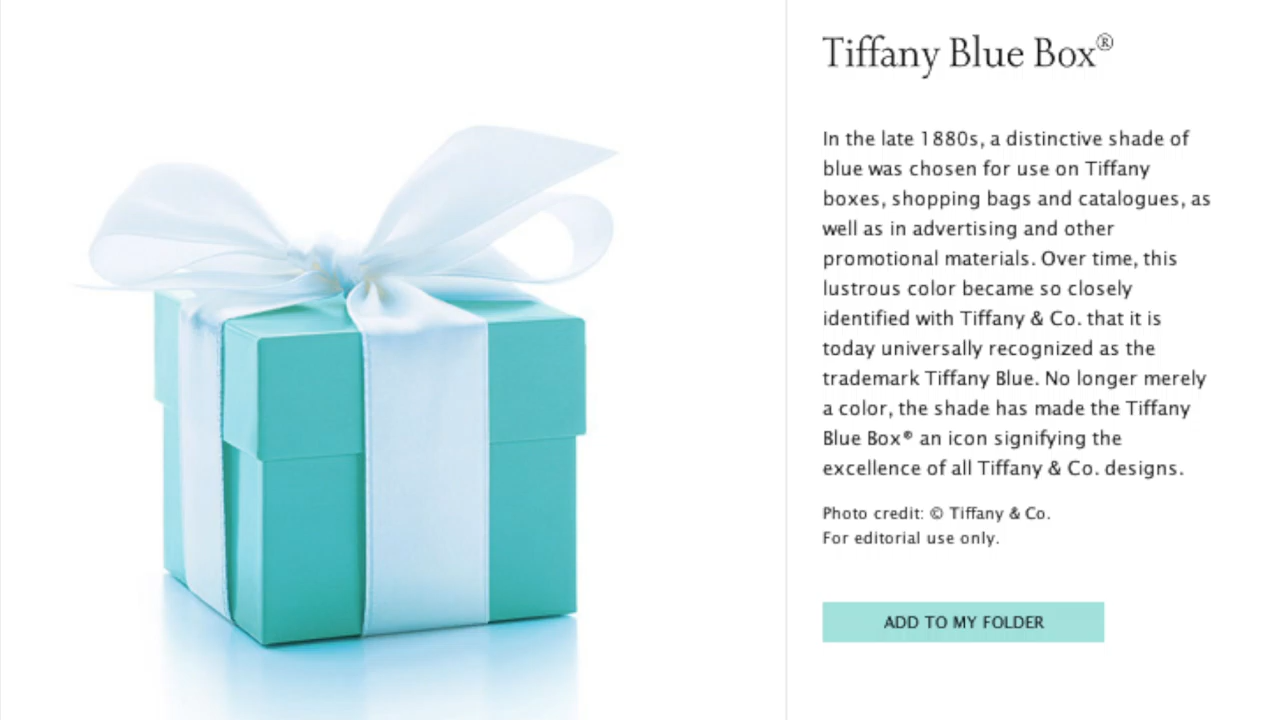 Tiffany Blue Box®
In the late 1880s, a distinctive shade of
blue was chosen for use on Tiffany
boxes, shopping bags and catalogues, as
well as in advertising and other
promotional materials. Over time, this
lustrous color became so closely
identified with Tiffany & Co. that it is
today universally recognized as the
trademark Tiffany Blue. No longer merely
a color, the shade has made the Tiffany
Blue Box® an icon signifying the
excellence of all Tiffany & Co. designs.
Photo credit: © Tiffany & Co.
For editorial use only.
ADD TO MY FOLDER